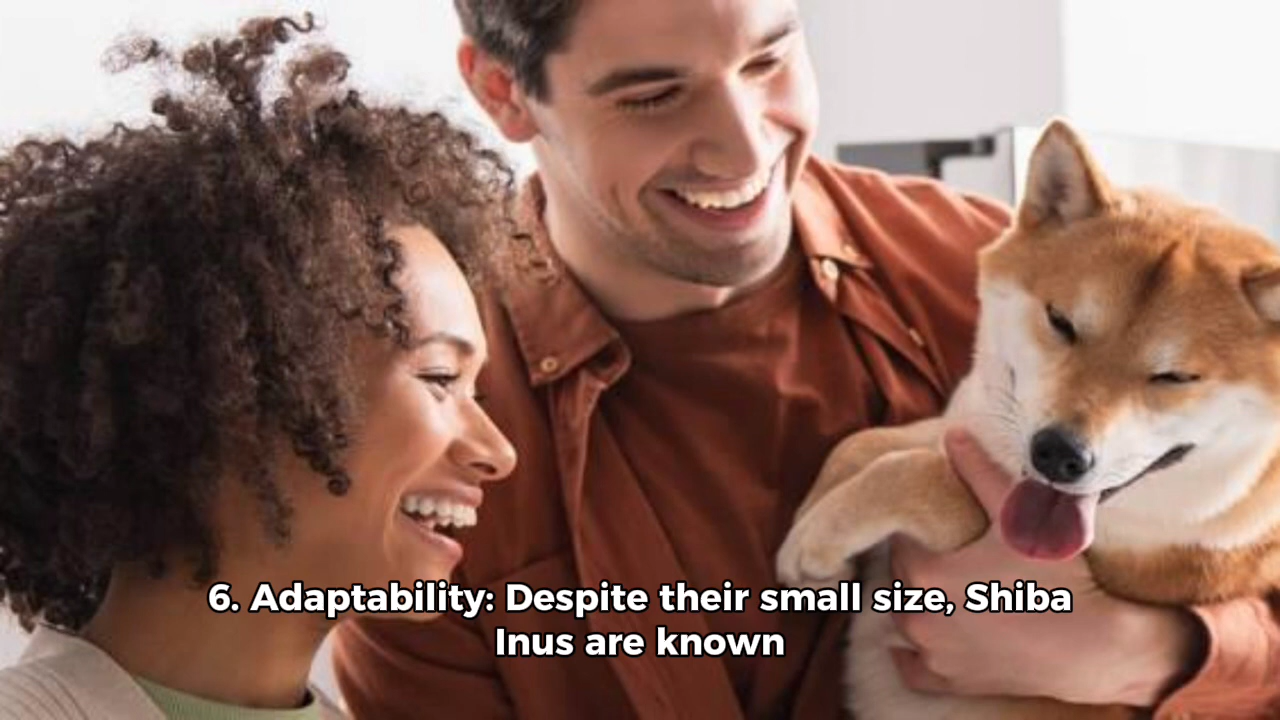 6. Adaptability: Despite their small size, Shiba
Inus are known